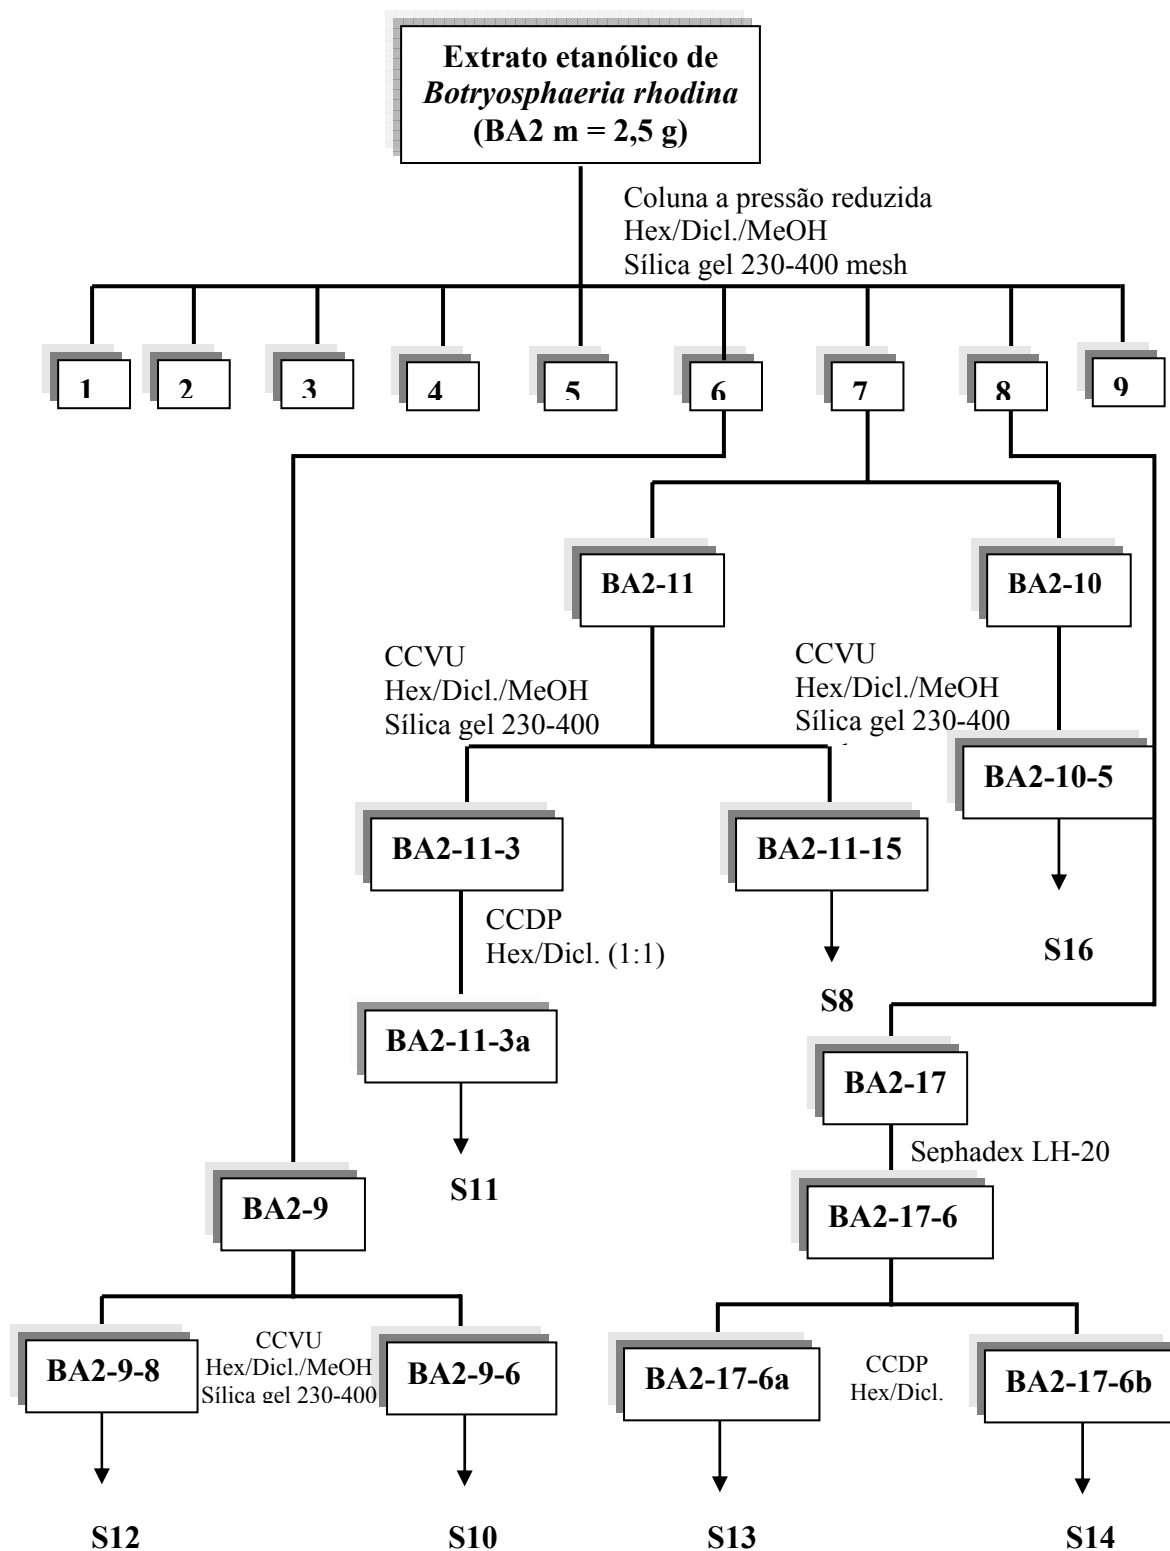 Extrato etanólico de
Botryosphaeria rhodina
(BA2 m = 2,5 g)
Coluna a pressão reduzida
Hex/Dicl./MeOH
Sílica gel 230-400 mesh
1
2
3
4
5
6
7
8
9
BA2-11
BA2-10
CCVU
Hex/Dicl./MeOH
Sílica gel 230-400
CCVU
Hex/Dicl./MeOH
Sílica gel 230-400
BA2-10-5
BA2-11-3
BA2-11-15
CCDP
Hex/Dicl. (1:1)
S16
S8
BA2-11-3a
BA2-17
Sephadex LH-20
S11
BA2-9
BA2-17-6
CCVU
Hex/Dicl./MeOH
Sílica gel 230-400
BA2-9-8
BA2-9-6
BA2-17-6a
CCDP
Hex/Dicl.
BA2-17-6b
S12
S10
S13
S14